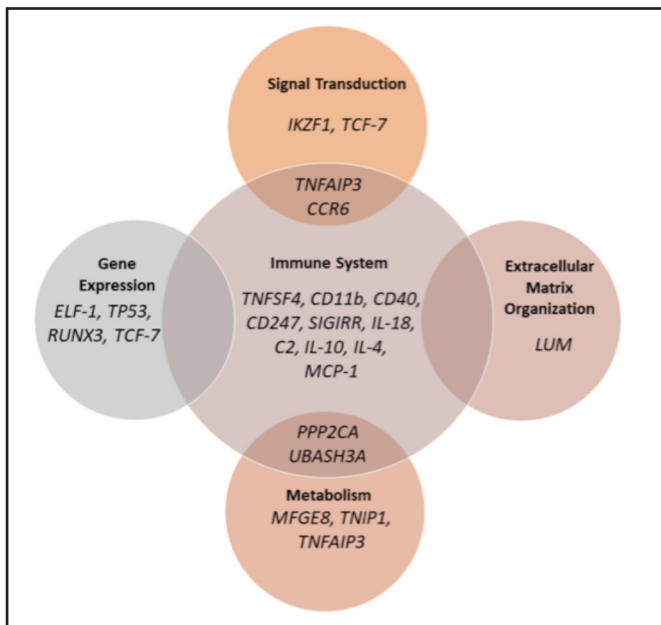 Signal Transduction
IKZF1, TCF-7
TNFAIP3
CCR6
Gene
Expression
ELF-1, TP53,
RUNX3, TCF-7
Immune System
TNFSF4, CD11b, CD40,
CD247, SIGIRR, IL-18,
C2, IL-10, IL-4,
MCP-1
Extracellular
Matrix
Organization
LUM
PPP2CA
UBASH3A
Metabolism
MFGE8, TNIP1,
TNFAIP3